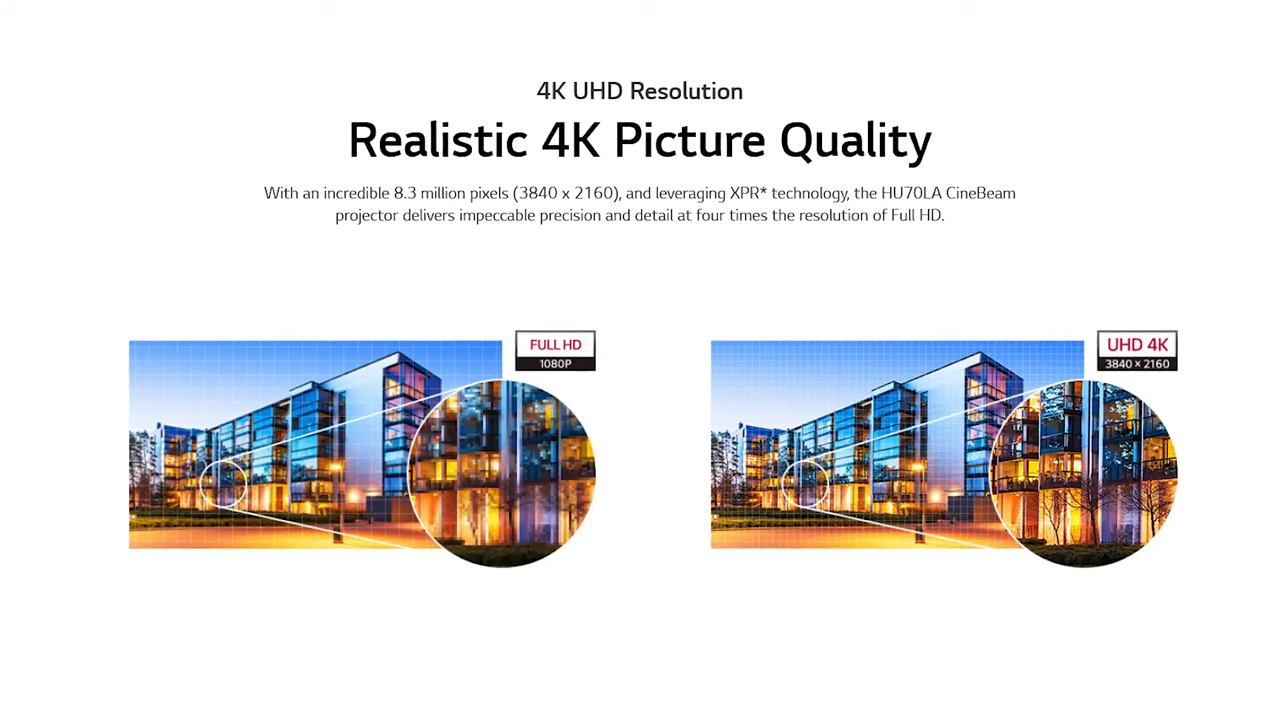 4K UHD Resolution
Realistic 4K Picture Quality
With an incredible 8.3 million pixels (3840 x 2160), and leveraging XPR* technology, the HU70LA CineBeam
projector delivers impeccable precision and detail at four times the resolution of Full HD.
FULL HD
1080P
UHD 4K
3840 × 2160